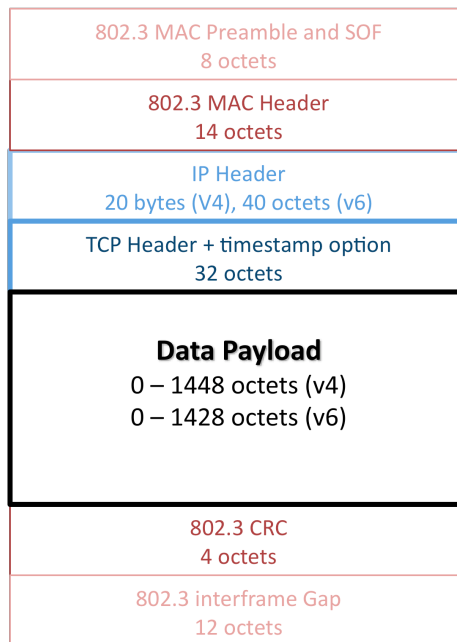 802.3 MAC Preamble and SOF
8 octets
802.3 MAC Header
14 octets
IP Header
20 bytes (V4), 40 octets (v6)
TCP Header + timestamp option
32 octets
Data Payload
0 – 1448 octets (v4)
0 – 1428 octets (v6)
802.3 CRC
4 octets
802.3 interframe Gap
12 octets